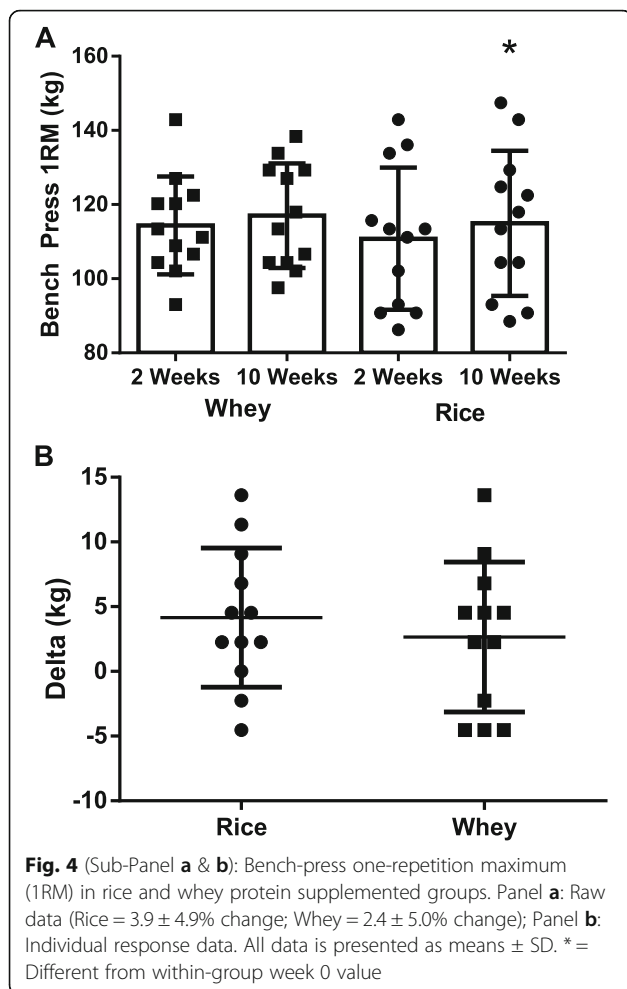 A
*
Bench Press 1RM (kg)
160
140
120
100
80
2 Weeks 10 Weeks 2 Weeks 10 Weeks
Whey Rice
B
Delta (kg)
15
10
5
0
-5
-10
Rice Whey
Fig. 4 (Sub-Panel a & b): Bench-press one-repetition maximum
(1RM) in rice and whey protein supplemented groups. Panel a: Raw
data (Rice = 3.9 ± 4.9% change; Whey = 2.4 ± 5.0% change); Panel b:
Individual response data. All data is presented as means ± SD. * =
Different from within-group week 0 value